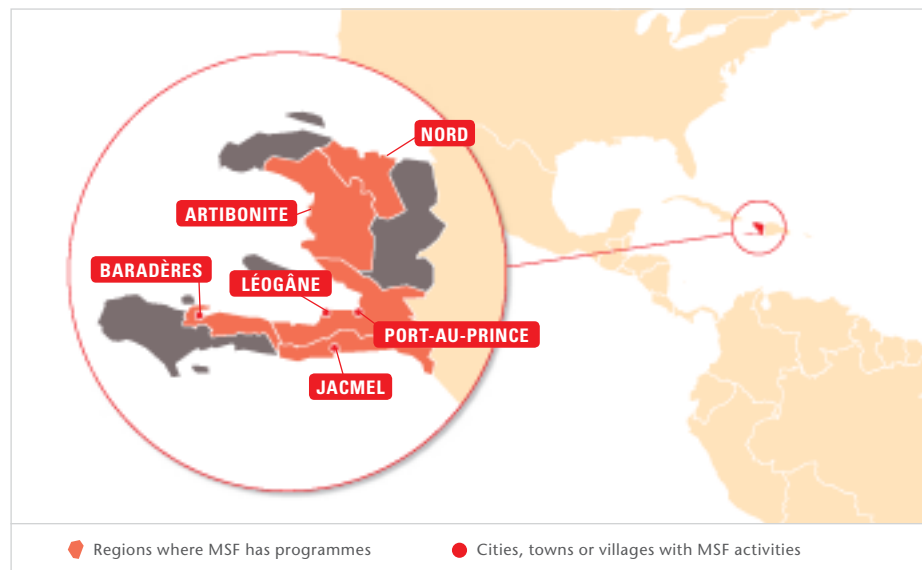 NORD
ARTIBONITE
BARADÈRES
LÉOGÂNE
PORT-AU-PRINCE
JACMEL
Regions where MSF has programmes
Cities, towns or villages with MSF activities